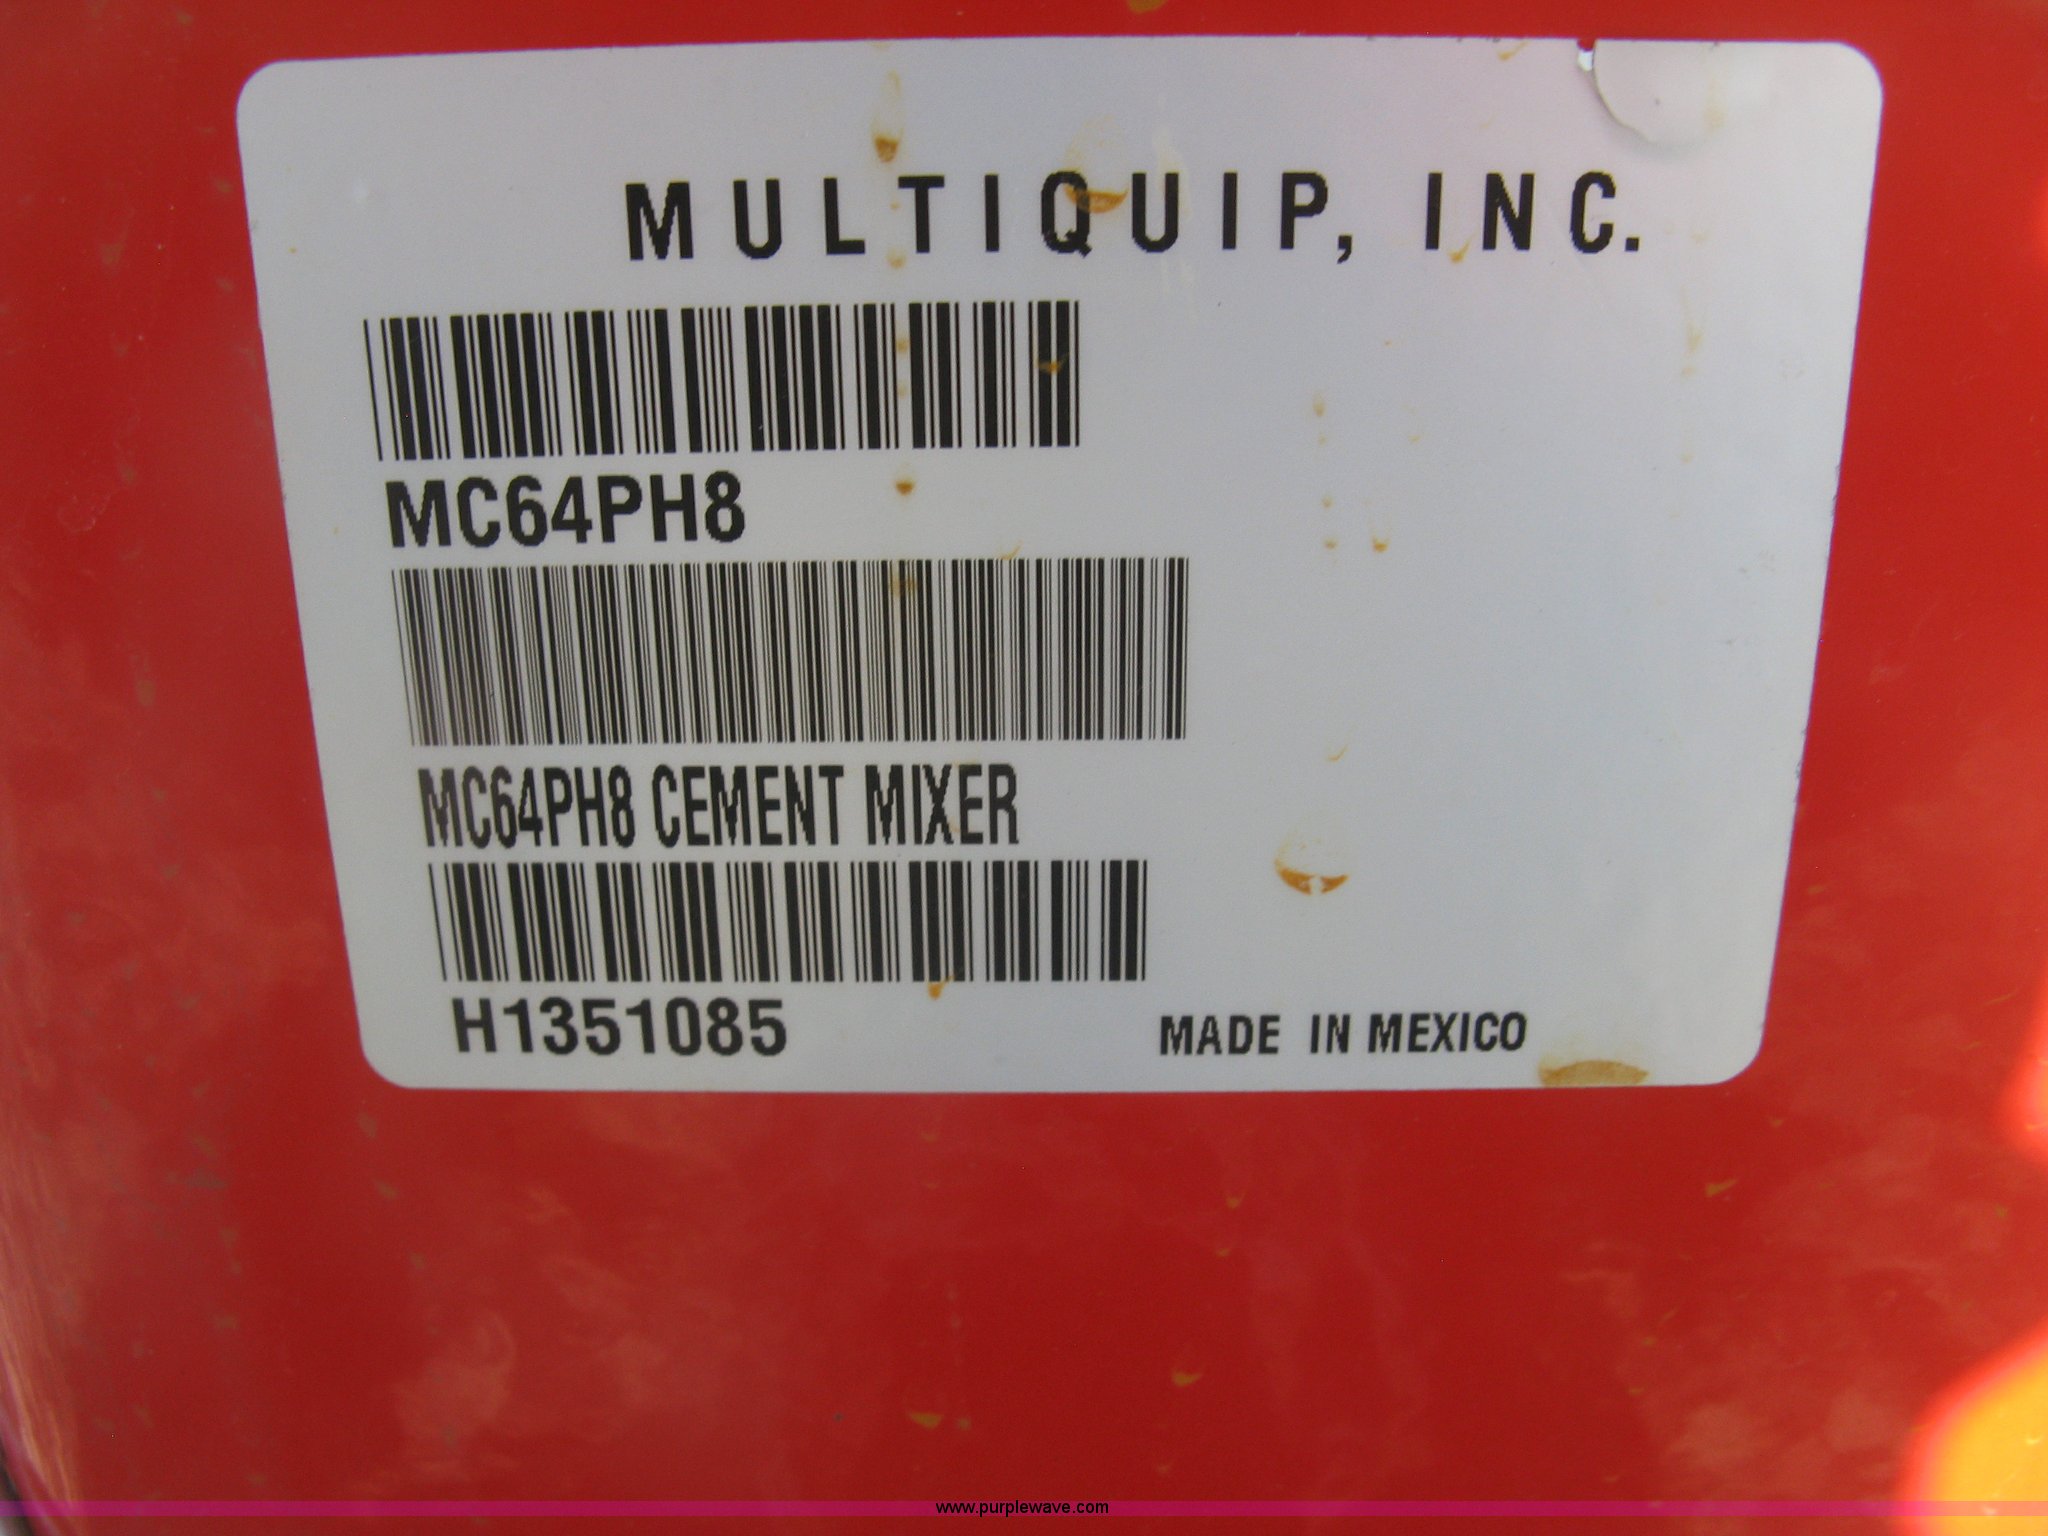 MULTIQUIP, INC.
MC64PH8
MC64PH8 CEMENT MIXER
H1351085
MADE IN MEXICO
www.purplewave.com